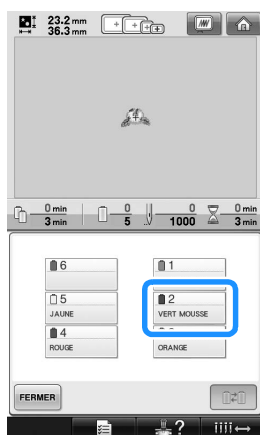 23.2 mm
36.3 mm
0 min
3 min
0
5
0
1000
0 min
3 min
6
1
5
JAUNE
2
VERT MOUSSE
4
ROUGE
ORANGE
FERMER
?